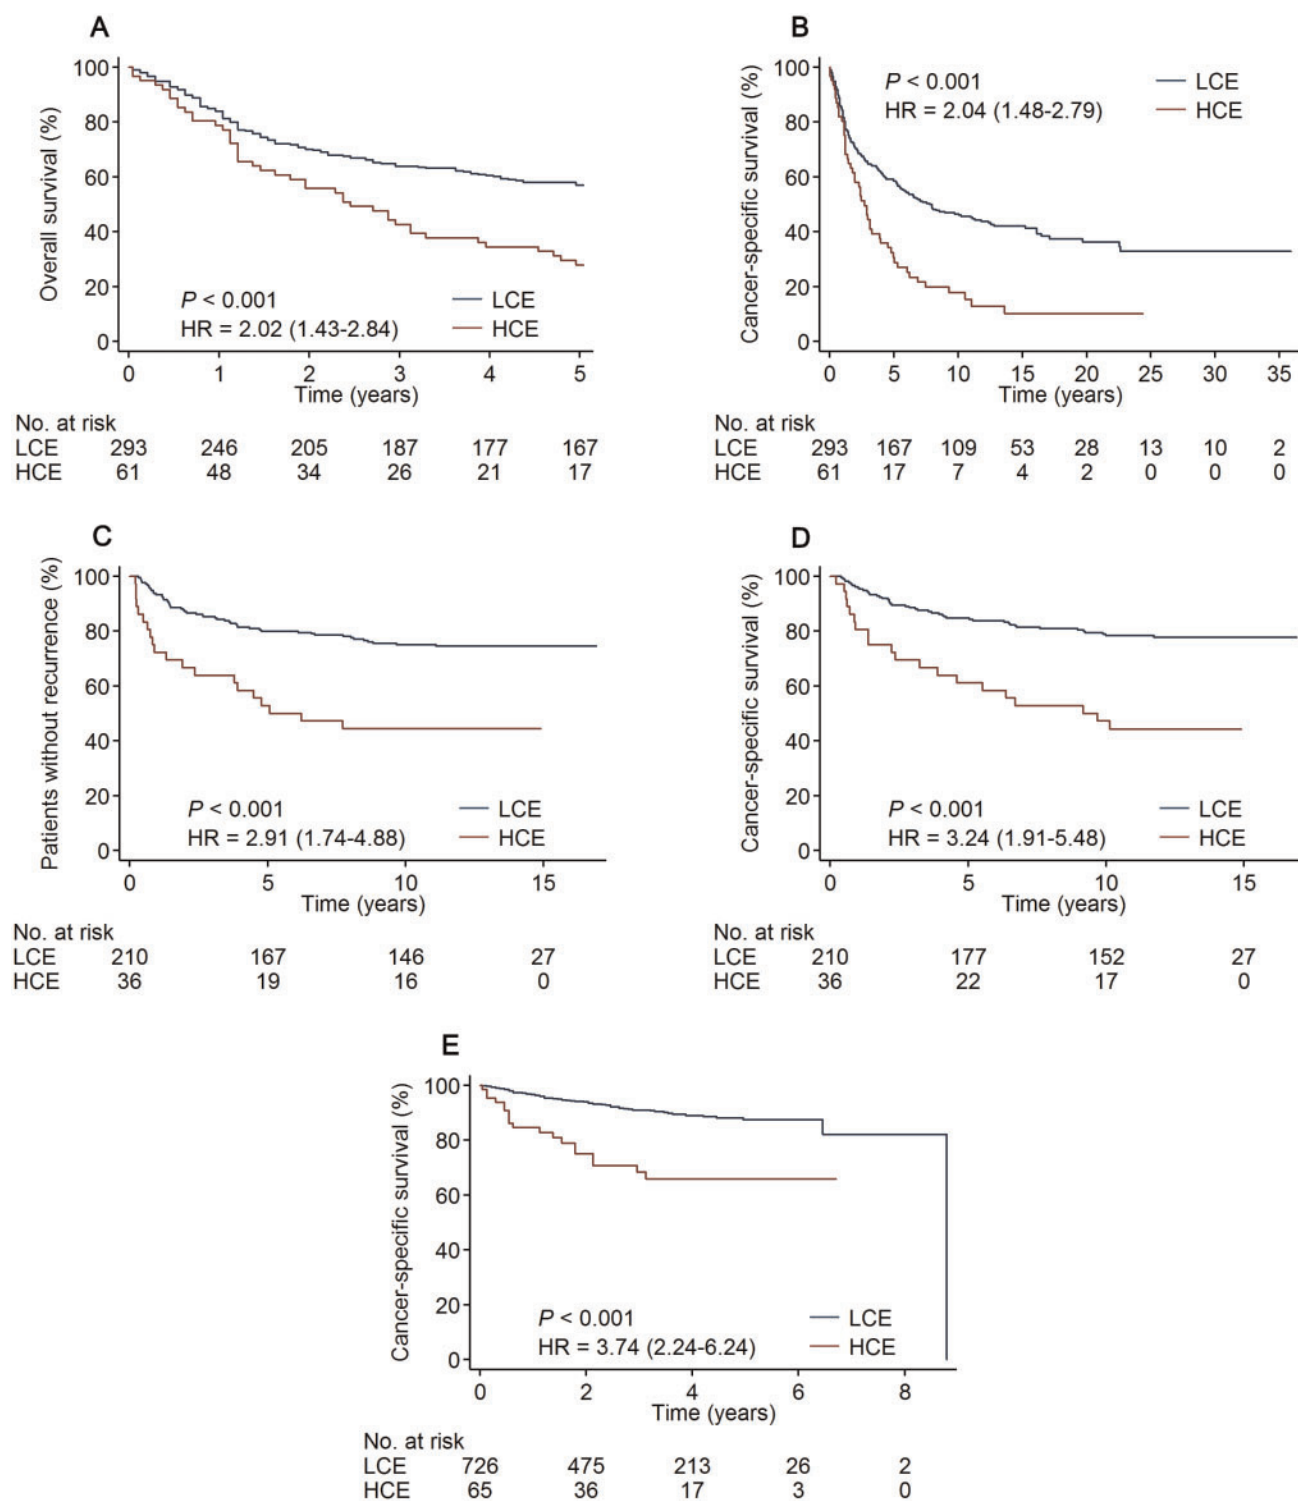 A
Overall survival (%)
100
80
60
40
20
0
P < 0.001
HR = 2.02 (1.43-2.84)
LCE
HCE
0 1 2 3 4 5
Time (years)
No. at risk
LCE 293 246 205 187 177 167
HCE 61 48 34 26 21 17
B
Cancer-specific survival (%)
100
80
60
40
20
0
P < 0.001
HR = 2.04 (1.48-2.79)
LCE
HCE
0 5 10 15 20 25 30 35
Time (years)
No. at risk
LCE 293 167 109 53 28 13 10 2
HCE 61 17 7 4 2 0 0 0
C
Patients without recurrence (%)
100
80
60
40
20
0
P < 0.001
HR = 2.91 (1.74-4.88)
LCE
HCE
0 5 10 15
Time (years)
No. at risk
LCE 210 167 146 27
HCE 36 19 16 0
D
Cancer-specific survival (%)
100
80
60
40
20
0
P < 0.001
HR = 3.24 (1.91-5.48)
LCE
HCE
0 5 10 15
Time (years)
No. at risk
LCE 210 177 152 27
HCE 36 22 17 0
E
Cancer-specific survival (%)
100
80
60
40
20
0
P < 0.001
HR = 3.74 (2.24-6.24)
LCE
HCE
0 2 4 6 8
Time (years)
No. at risk
LCE 726 475 213 26 2
HCE 65 36 17 3 0